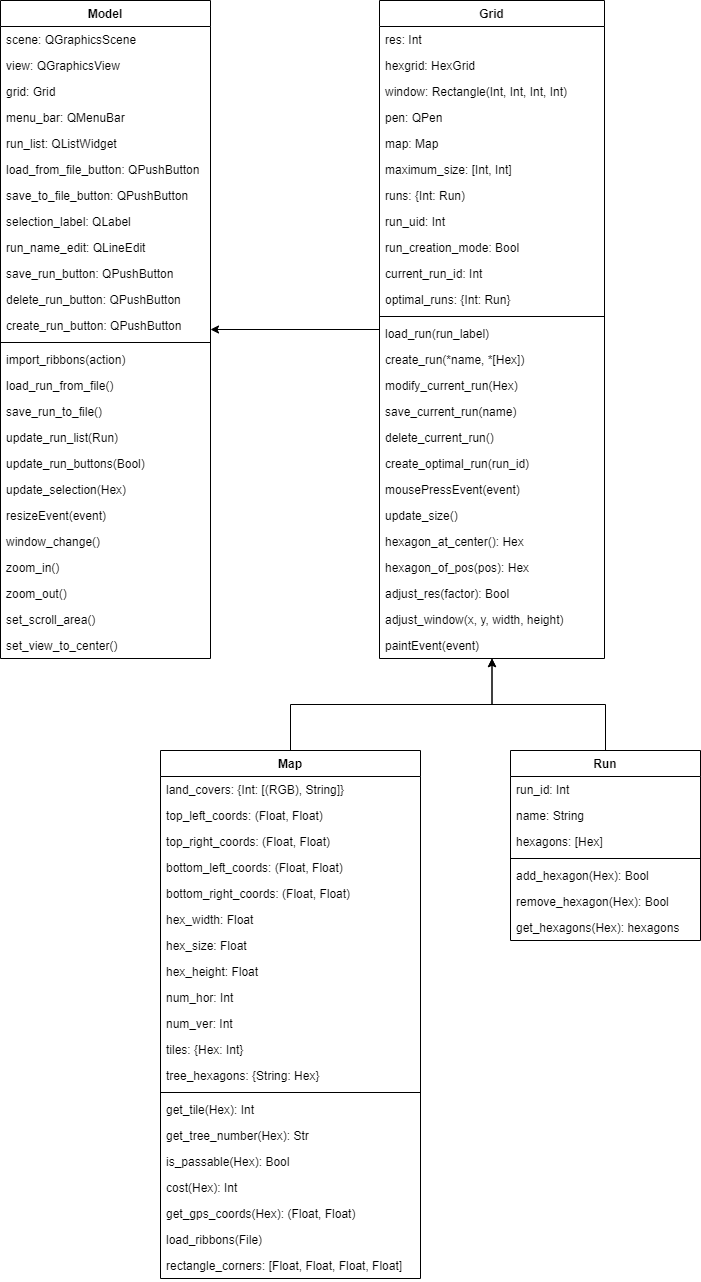 Model
scene: QGraphicsScene
view: QGraphicsView
grid: Grid
menu_bar: QMenuBar
run_list: QListWidget
load_from_file_button: QPushButton
save_to_file_button: QPushButton
selection_label: QLabel
run_name_edit: QLineEdit
save_run_button: QPushButton
delete_run_button: QPushButton
create_run_button: QPushButton
import_ribbons(action)
load_run_from_file()
save_run_to_file()
update_run_list(Run)
update_run_buttons(Bool)
update_selection(Hex)
resizeEvent(event)
window_change()
zoom_in()
zoom_out()
set_scroll_area()
set_view_to_center()
Grid
res: Int
hexgrid: HexGrid
window: Rectangle(Int, Int, Int, Int)
pen: QPen
map: Map
maximum_size: [Int, Int]
runs: {Int: Run)
run_uid: Int
run_creation_mode: Bool
current_run_id: Int
optimal_runs: {Int: Run}
load_run(run_label)
create_run(*name, *[Hex])
modify_current_run(Hex)
save_current_run(name)
delete_current_run()
create_optimal_run(run_id)
mousePressEvent(event)
update_size()
hexagon_at_center(): Hex
hexagon_of_pos(pos): Hex
adjust_res(factor): Bool
adjust_window(x, y, width, height)
paintEvent(event)
Map
land_covers: {Int: [(RGB), String]}
top_left_coords: (Float, Float)
top_right_coords: (Float, Float)
bottom_left_coords: (Float, Float)
bottom_right_coords: (Float, Float)
hex_width: Float
hex_size: Float
hex_height: Float
num_hor: Int
num_ver: Int
tiles: {Hex: Int}
tree_hexagons: {String: Hex}
get_tile(Hex): Int
get_tree_number(Hex): Str
is_passable(Hex): Bool
cost(Hex): Int
get_gps_coords(Hex): (Float, Float)
load_ribbons(File)
rectangle_corners: [Float, Float, Float, Float]
Run
run_id: Int
name: String
hexagons: [Hex]
add_hexagon(Hex): Bool
remove_hexagon(Hex): Bool
get_hexagons(Hex): hexagons